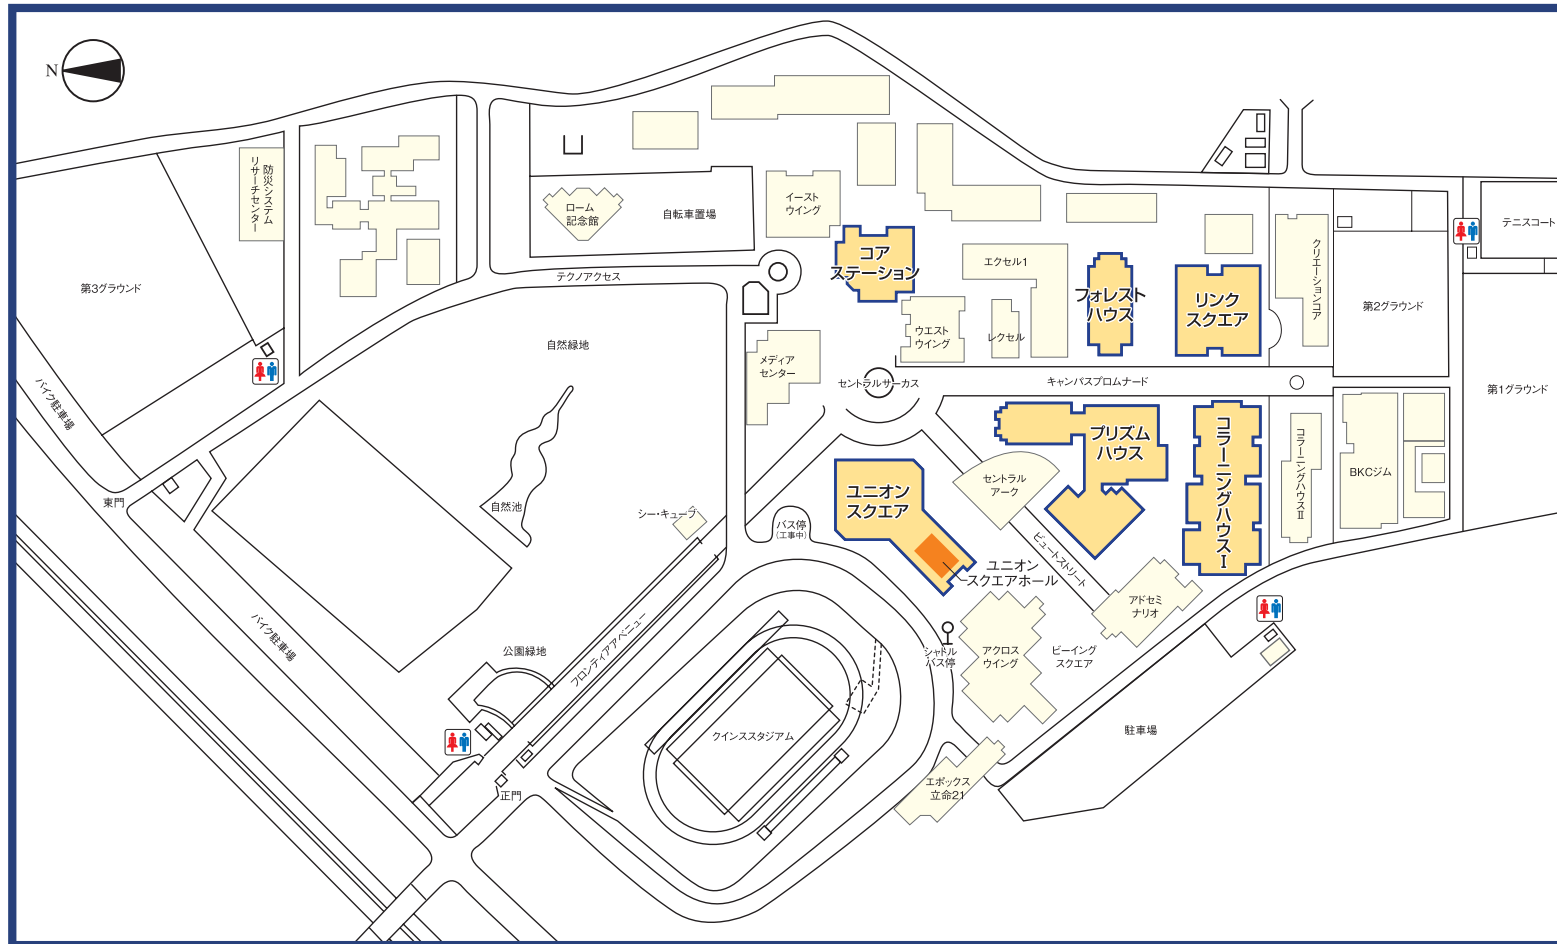 N
防災システム
リサーチセンター
ローム
記念館
自転車置場
イースト
ウイング
コア
ステーション
エクセル1
フォレスト
ハウス
リンク
スクエア
クリエーションコア
第2グラウンド
テニスコート
第3グラウンド
テクノアクセス
ウエスト
ウイング
レクセル
自然緑地
メディア
センター
セントラルサーカス
キャンパスプロムナード
第1グラウンド
バイク駐車場
プリズム
ハウス
コラーニングハウスⅠ
コラーニングハウスⅡ
BKCジム
東門
自然池
シー・キューブ
バス停
(工事中)
ユニオン
スクエア
セントラル
アーク
ビュートストリート
ユニオン
スクエアホール
アドセミ
ナリオ
バイク駐車場
公園緑地
フロンティアアベニュー
シャトル
バス停
アクロス
ウイング
ビーイング
スクエア
駐車場
クインススタジアム
正門
エポック
立命21